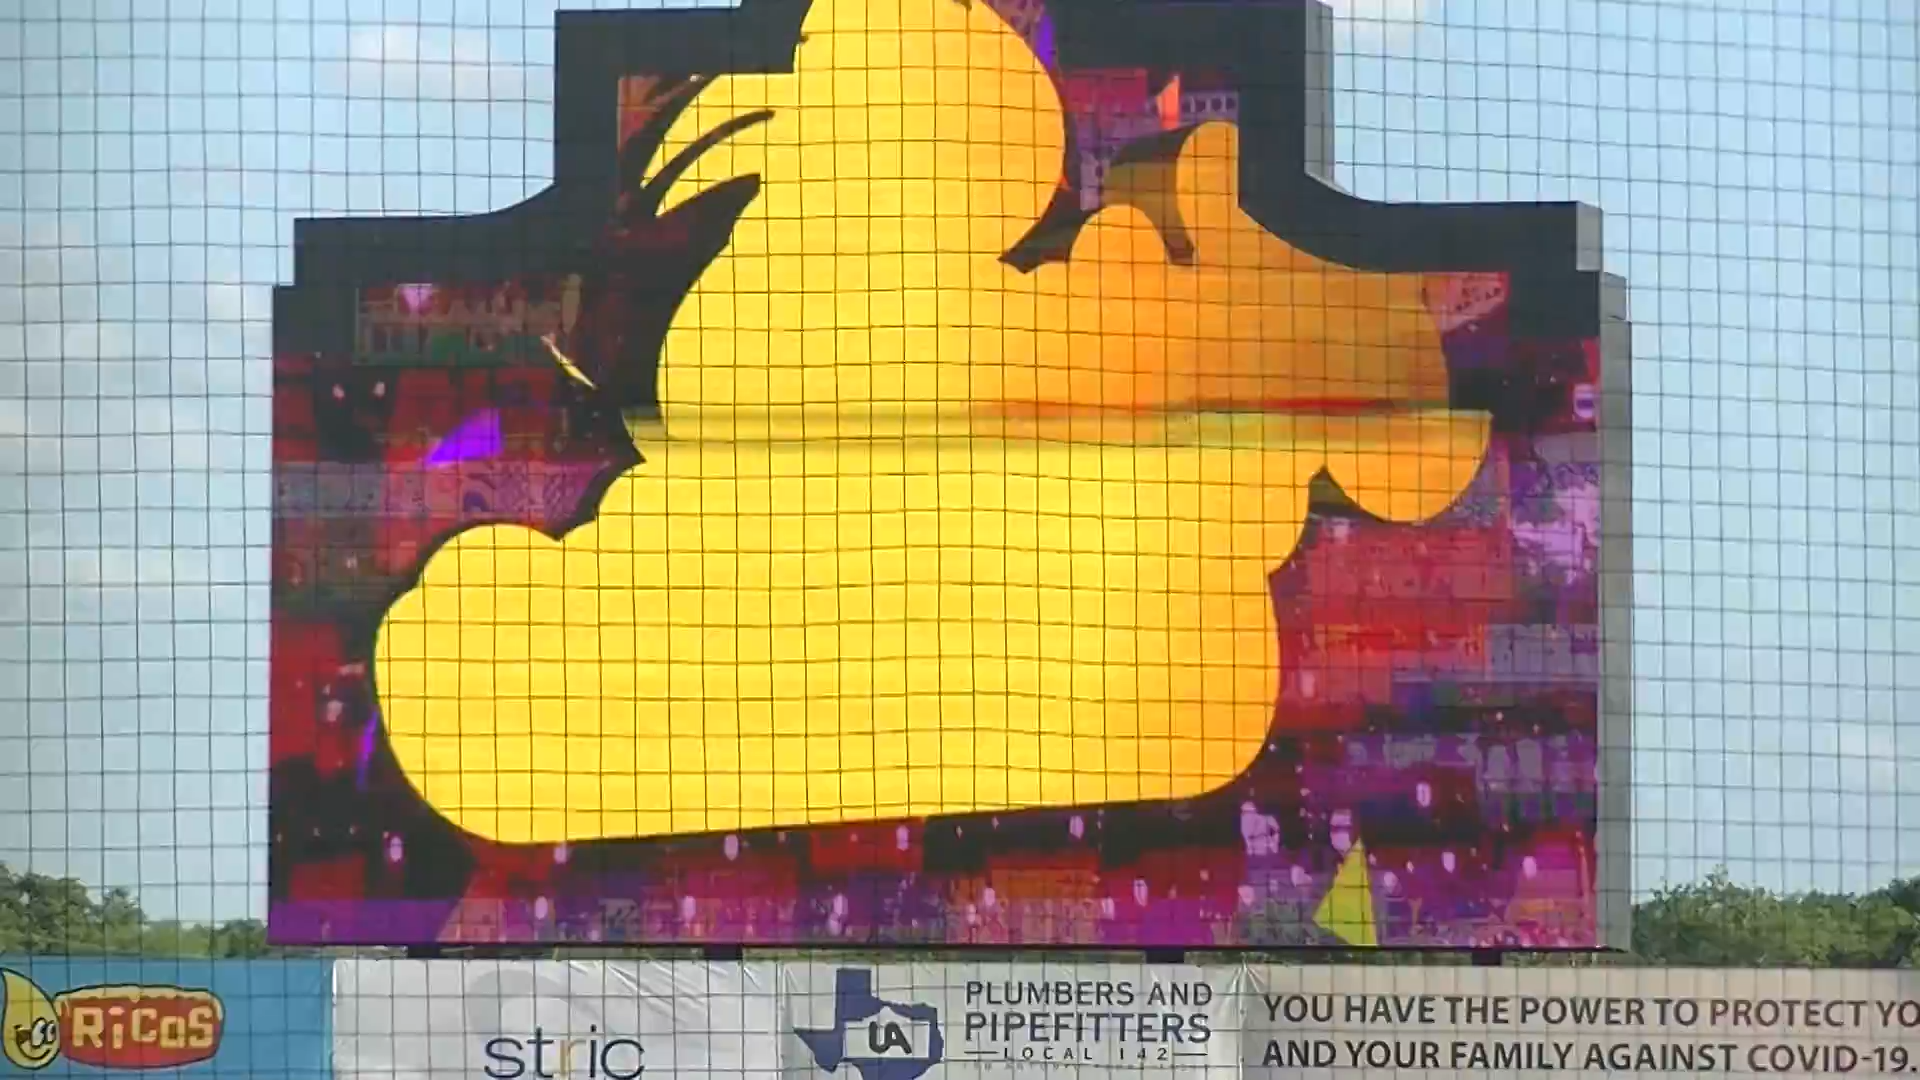 RiCOS
stric
UA
PLUMBERS AND
PIPEFITTERS
LOCAL 142
YOU HAVE THE POWER TO PROTECT YO
AND YOUR FAMILY AGAINST COVID-19.